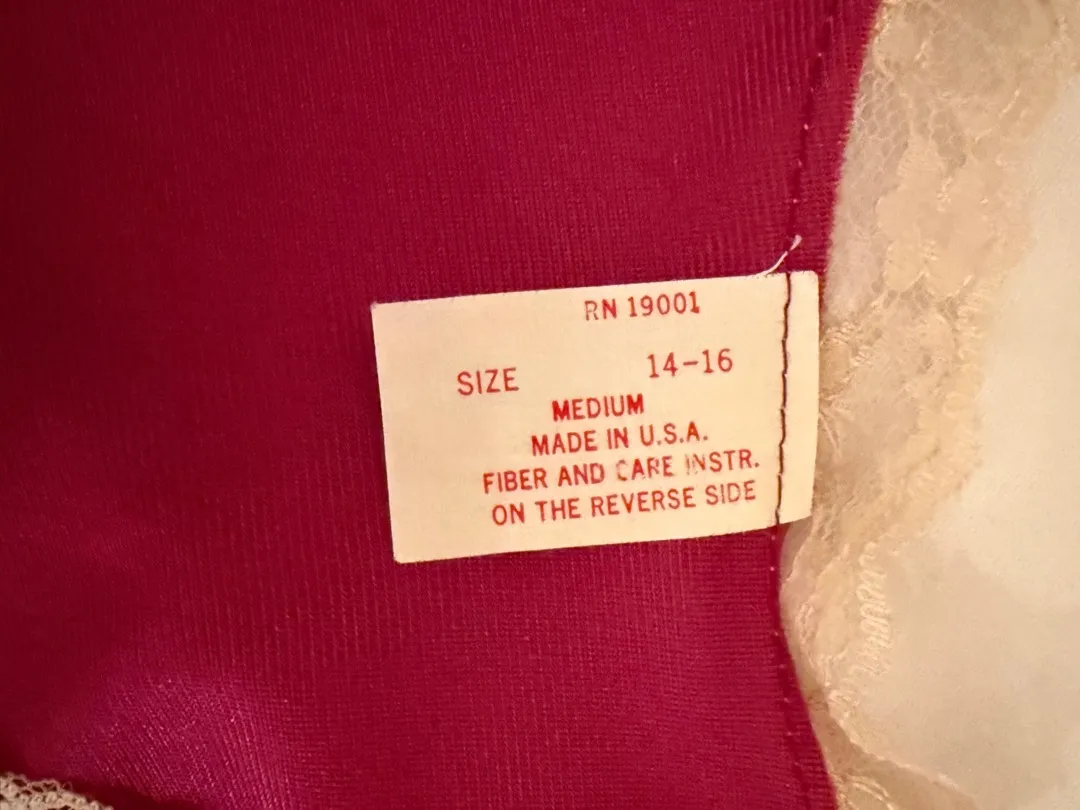 RN 19001
SIZE 14-16
MEDIUM
MADE IN U.S.A.
FIBER AND CARE INSTR.
ON THE REVERSE SIDE